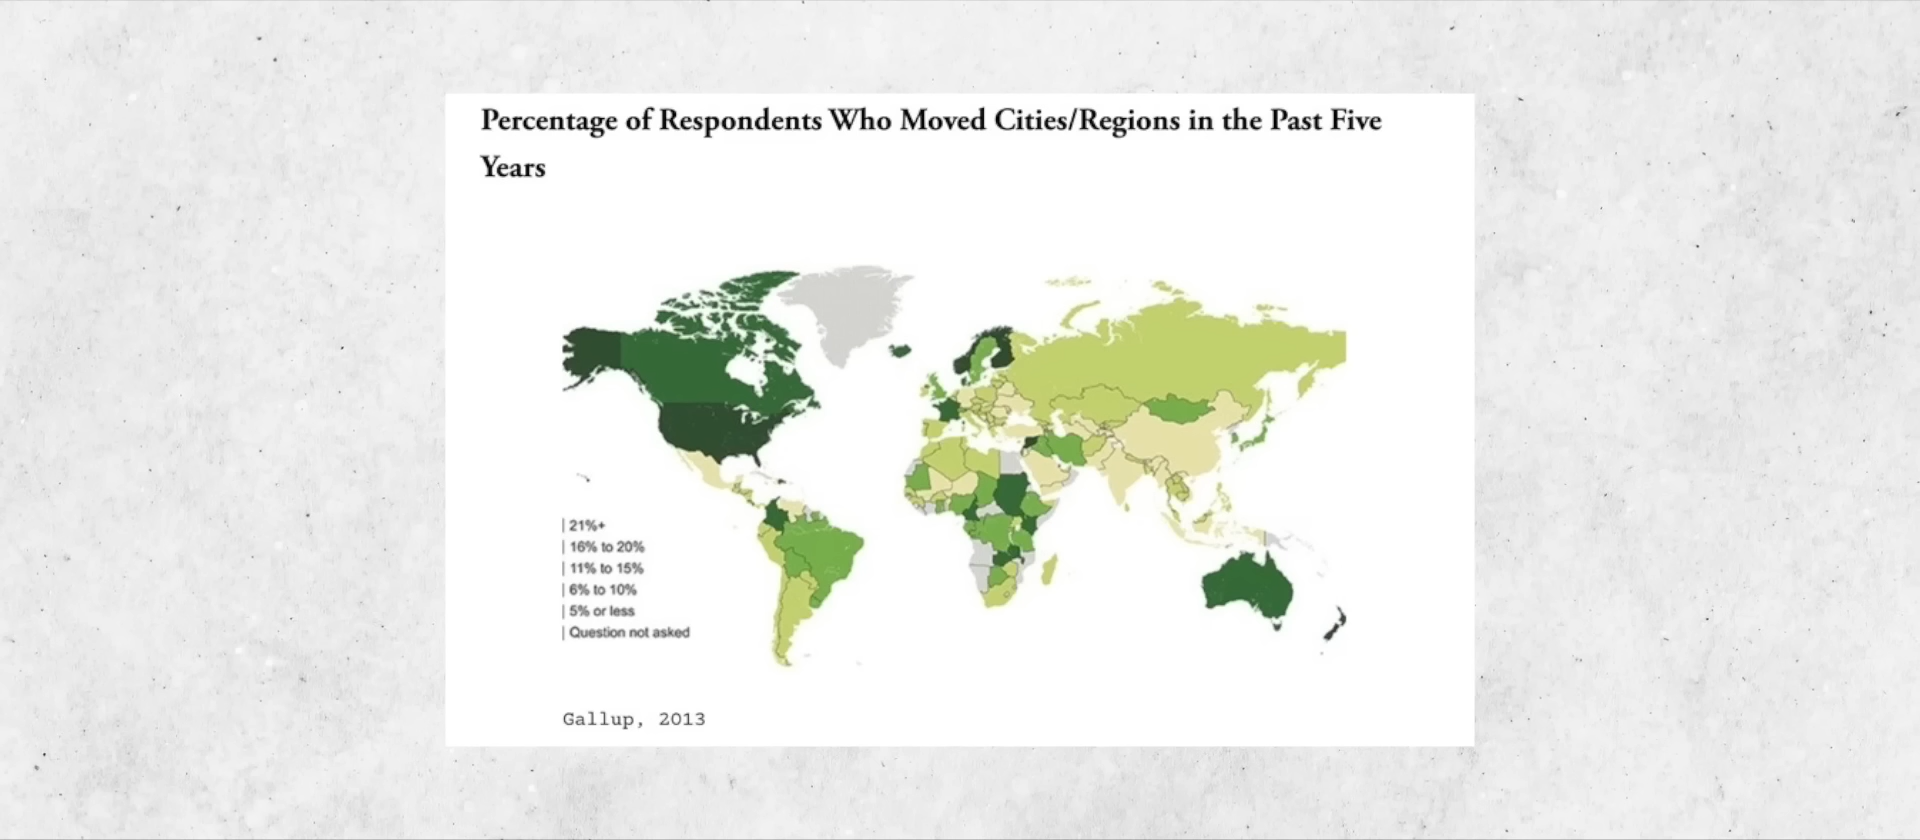 Percentage of Respondents Who Moved Cities/Regions in the Past Five
Years
21%+
16% to 20%
11% to 15%
6% to 10%
5% or less
Question not asked
Gallup, 2013